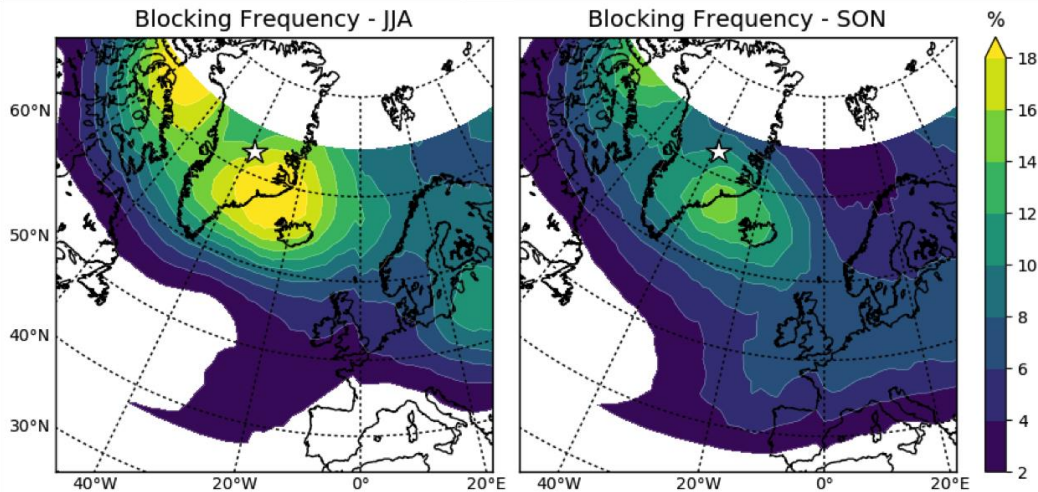 Blocking Frequency - JJA
Blocking Frequency - SON
%
60°N
50°N
40°N
30°N
40°W
20°W
0°
20°E
40°W
20°W
0°
20°E
18
16
14
12
10
8
6
4
2